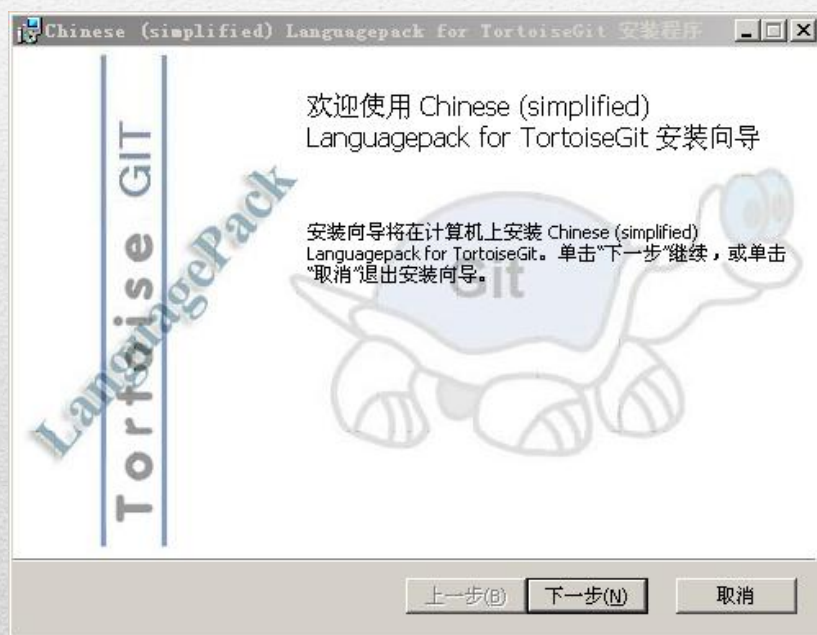 Chinese (simplified) Languagepack for TortoiseGit 安装程序
欢迎使用 Chinese (simplified)
Languagepack for TortoiseGit 安装向导
安装向导将在计算机上安装 Chinese (simplified)
Languagepack for TortoiseGit。单击“下一步”继续，或单击
“取消”退出安装向导。
Tortoise GIT
LanguagePack
Git
上一步(B)
下一步(N)
取消